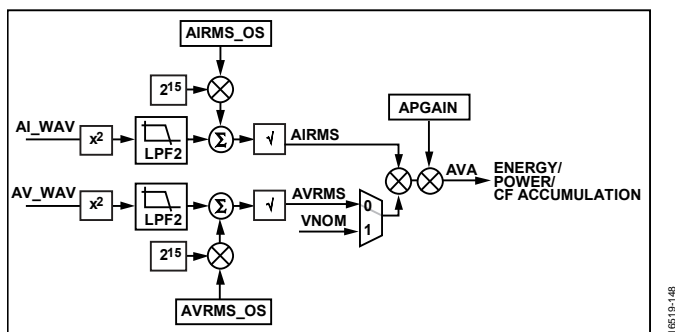 AIRMS_OS
2¹⁵
APGAIN
AI_WAV
x²
LPF2
Σ
√
AIRMS
AVA
ENERGY/
POWER/
CF ACCUMULATION
AV_WAV
x²
LPF2
Σ
√
AVRMS
0
VNOM
1
2¹⁵
AVRMS_OS
16519-148